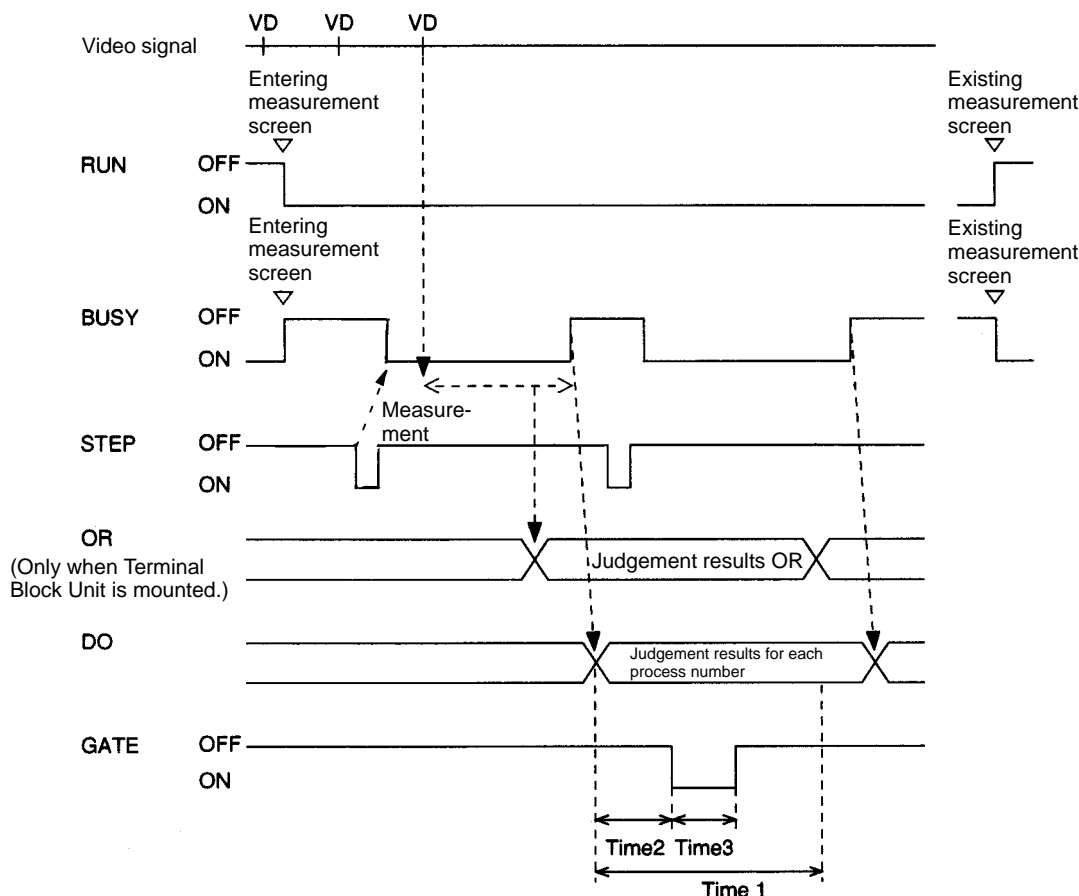 VD VD VD
Video signal
Entering
measurement
screen
Existing
measurement
screen
RUN OFF
ON
Entering
measurement
screen
Existing
measurement
screen
BUSY OFF
ON
Measure-
ment
STEP OFF
ON
OR
(Only when Terminal
Block Unit is mounted.)
Judgement results OR
DO
Judgement results for each
process number
GATE OFF
ON
Time2 Time3
Time 1